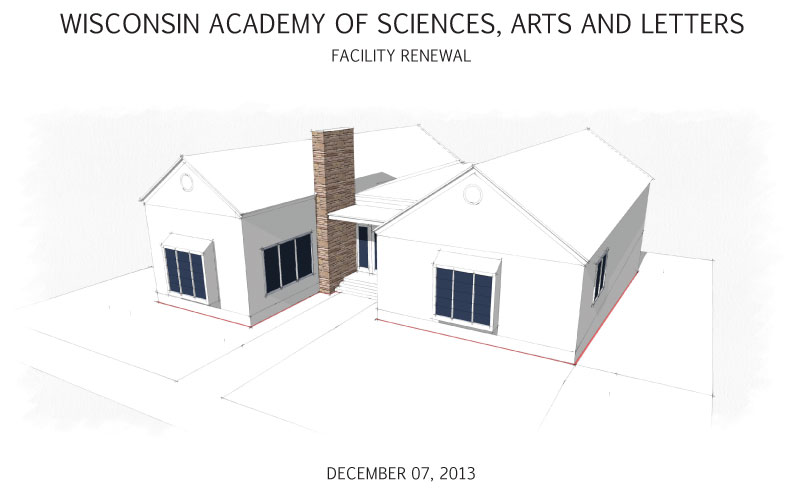 WISCONSIN ACADEMY OF SCIENCES, ARTS AND LETTERS
FACILITY RENEWAL
DECEMBER 07, 2013